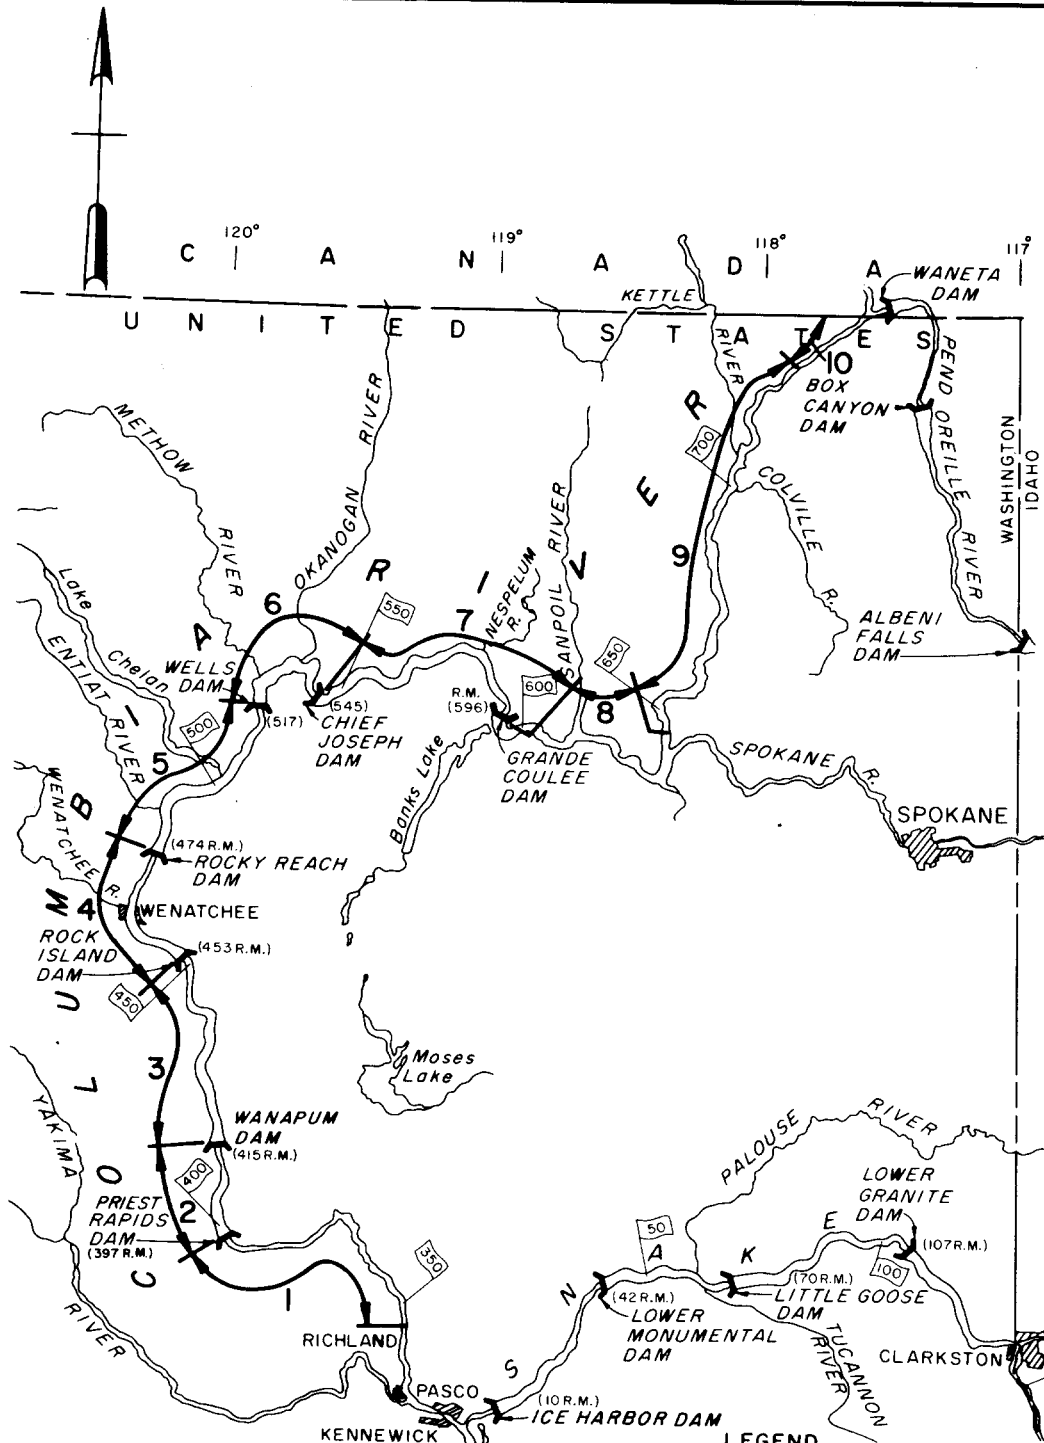 120°
119°
118°
117°
C A N A D A
U N I T E D S T A T E S
WANETA
DAM
KETTLE
RIVER
10
BOX
CANYON
DAM
PEND OREILLE
RIVER
WASHINGTON
IDAHO
METHOW
RIVER
OKANOGAN
RIVER
SANPOIL RIVER
NESPELUM
R.
700
COLVILLE
R.
9
ALBENI
FALLS
DAM
C O L U M B I A
R I V E R
Lake
Chelan
ENTIAT
RIVER
6
7
550
WELLS
DAM
(517)
(545)
CHIEF
JOSEPH
DAM
R.M.
(596)
600
650
8
GRANDE
COULEE
DAM
500
5
Banks Lake
SPOKANE
R.
SPOKANE
WENATCHEE
R.
(474 R.M.)
ROCKY REACH
DAM
4
WENATCHEE
ROCK
ISLAND
DAM
(453 R.M.)
450
3
Moses
Lake
YAKIMA
RIVER
WANAPUM
DAM
(415 R.M.)
400
PRIEST
RAPIDS
DAM
(397 R.M.)
2
1
350
RICHLAND
PASCO
KENNEWICK
PALOUSE
RIVER
LOWER
GRANITE
DAM
(107 R.M.)
50
100
S N A K E
(70 R.M.)
LITTLE GOOSE
DAM
(42 R.M.)
LOWER
MONUMENTAL
DAM
TUCANNON
RIVER
CLARKSTON
(10 R.M.)
ICE HARBOR DAM
LEGEND